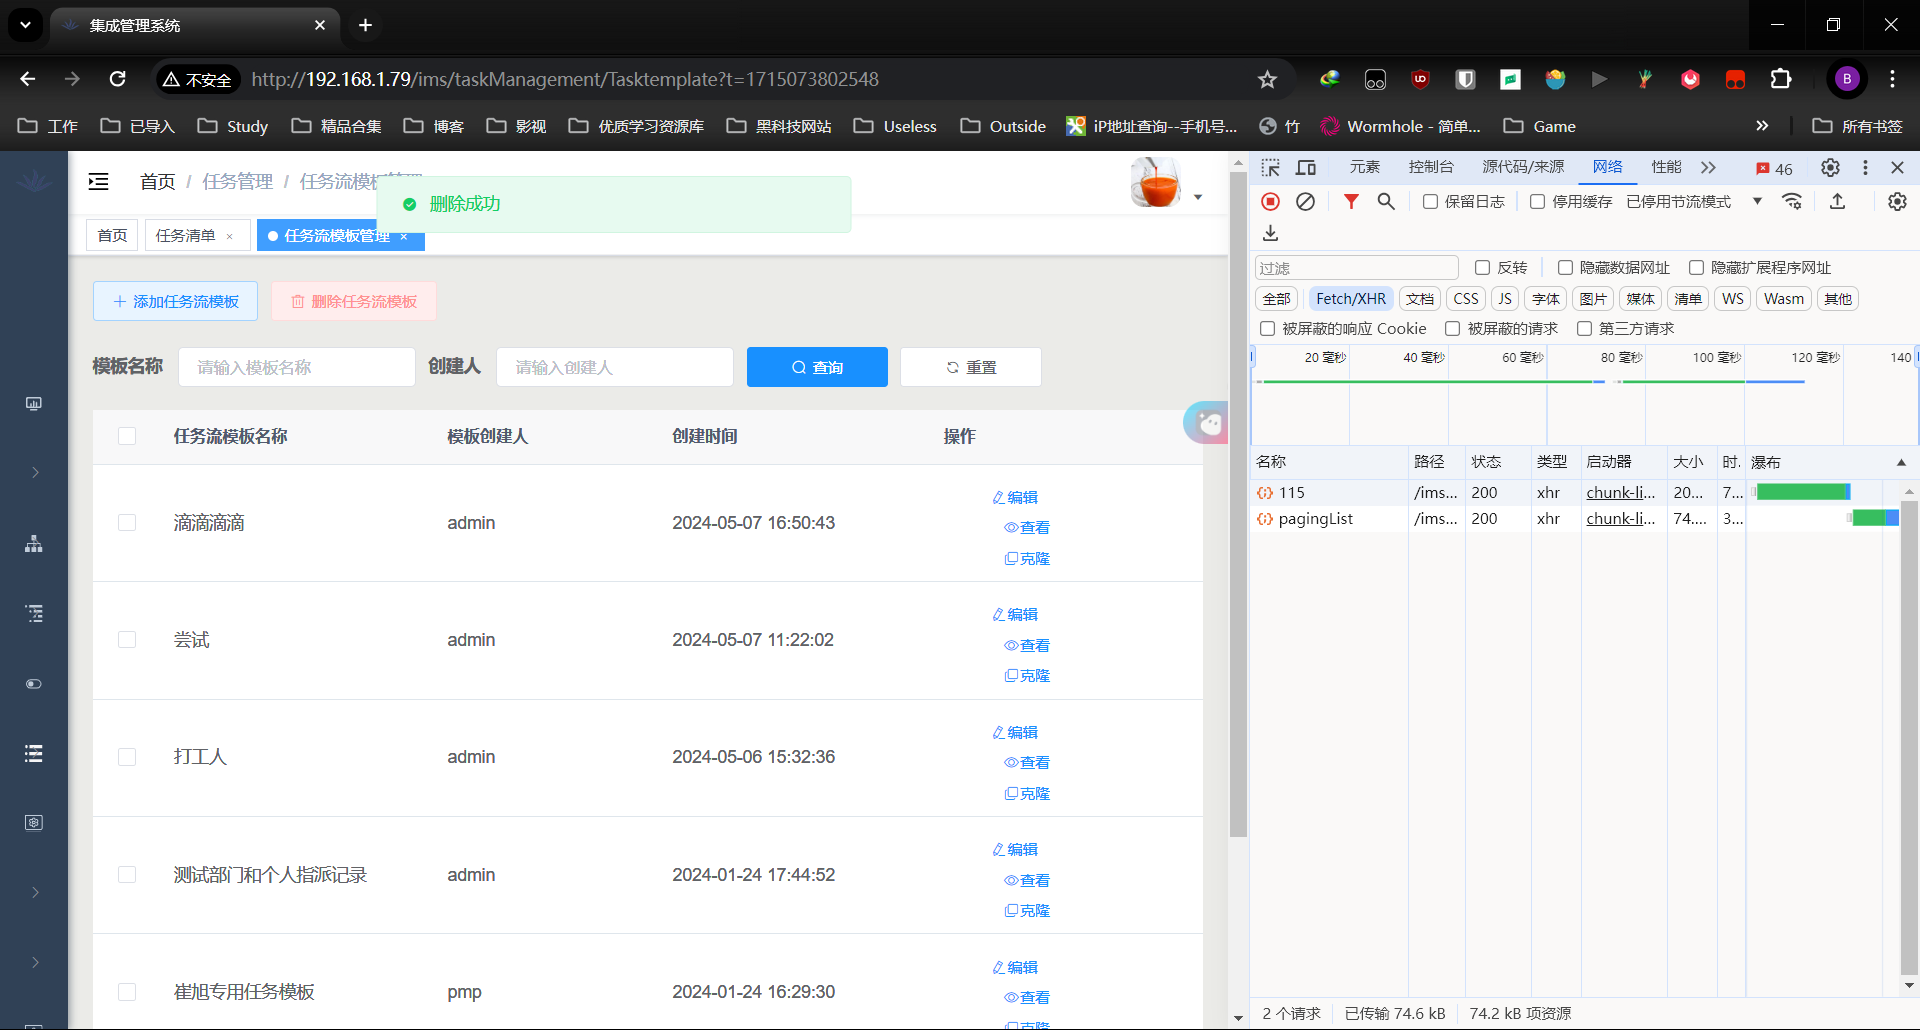 集成管理系统
不安全 http://192.168.1.79/ims/taskManagement/Tasktemplate?t=1715073802548
B
工作 已导入 Study 精品合集 博客 影视 优质学习资源库 黑科技网站 Useless Outside iP地址查询--手机号... 竹 Wormhole - 简单... Game 所有书签
首页 / 任务管理 / 任务流模板管理
删除成功
首页 任务清单 × 任务流模板管理 ×
添加任务流模板 删除任务流模板
模板名称 请输入模板名称 创建人 请输入创建人 查询 重置
任务流模板名称 模板创建人 创建时间 操作
滴滴滴滴 admin 2024-05-07 16:50:43 编辑
查看
克隆
尝试 admin 2024-05-07 11:22:02 编辑
查看
克隆
打工人 admin 2024-05-06 15:32:36 编辑
查看
克隆
测试部门和个人指派记录 admin 2024-01-24 17:44:52 编辑
查看
克隆
崔旭专用任务模板 pmp 2024-01-24 16:29:30 编辑
查看
克隆
元素 控制台 源代码/来源 网络 性能 46
保留日志 停用缓存 已停用节流模式
过滤 反转 隐藏数据网址 隐藏扩展程序网址
全部 Fetch/XHR 文档 CSS JS 字体 图片 媒体 清单 WS Wasm 其他
被屏蔽的响应 Cookie 被屏蔽的请求 第三方请求
20 毫秒 40 毫秒 60 毫秒 80 毫秒 100 毫秒 120 毫秒 140
名称 路径 状态 类型 启动器 大小 时. 瀑布
115 /ims... 200 xhr chunk-li... 20... 7...
pagingList /ims... 200 xhr chunk-li... 74.... 3...
2 个请求 已传输 74.6 kB 74.2 kB 项资源